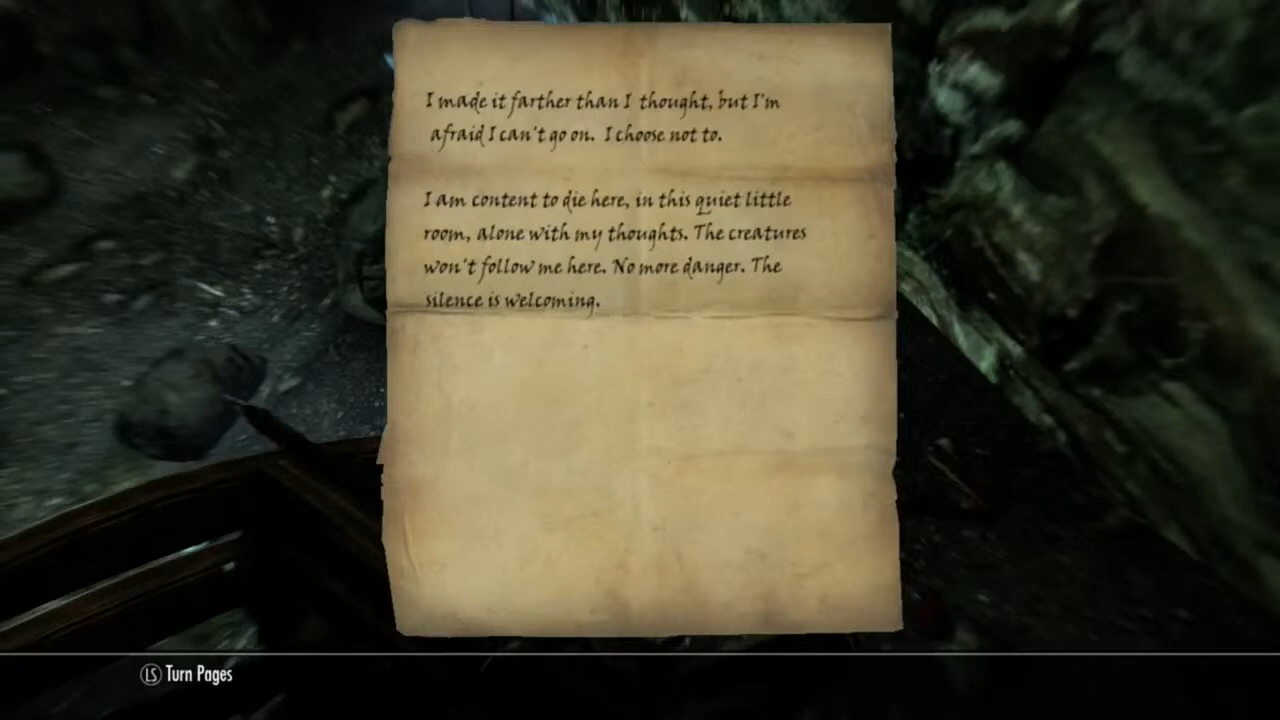 I made it farther than I thought, but I'm
afraid I can't go on. I choose not to.
I am content to die here, in this quiet little
room, alone with my thoughts. The creatures
won't follow me here. No more danger. The
silence is welcoming.
LS Turn Pages